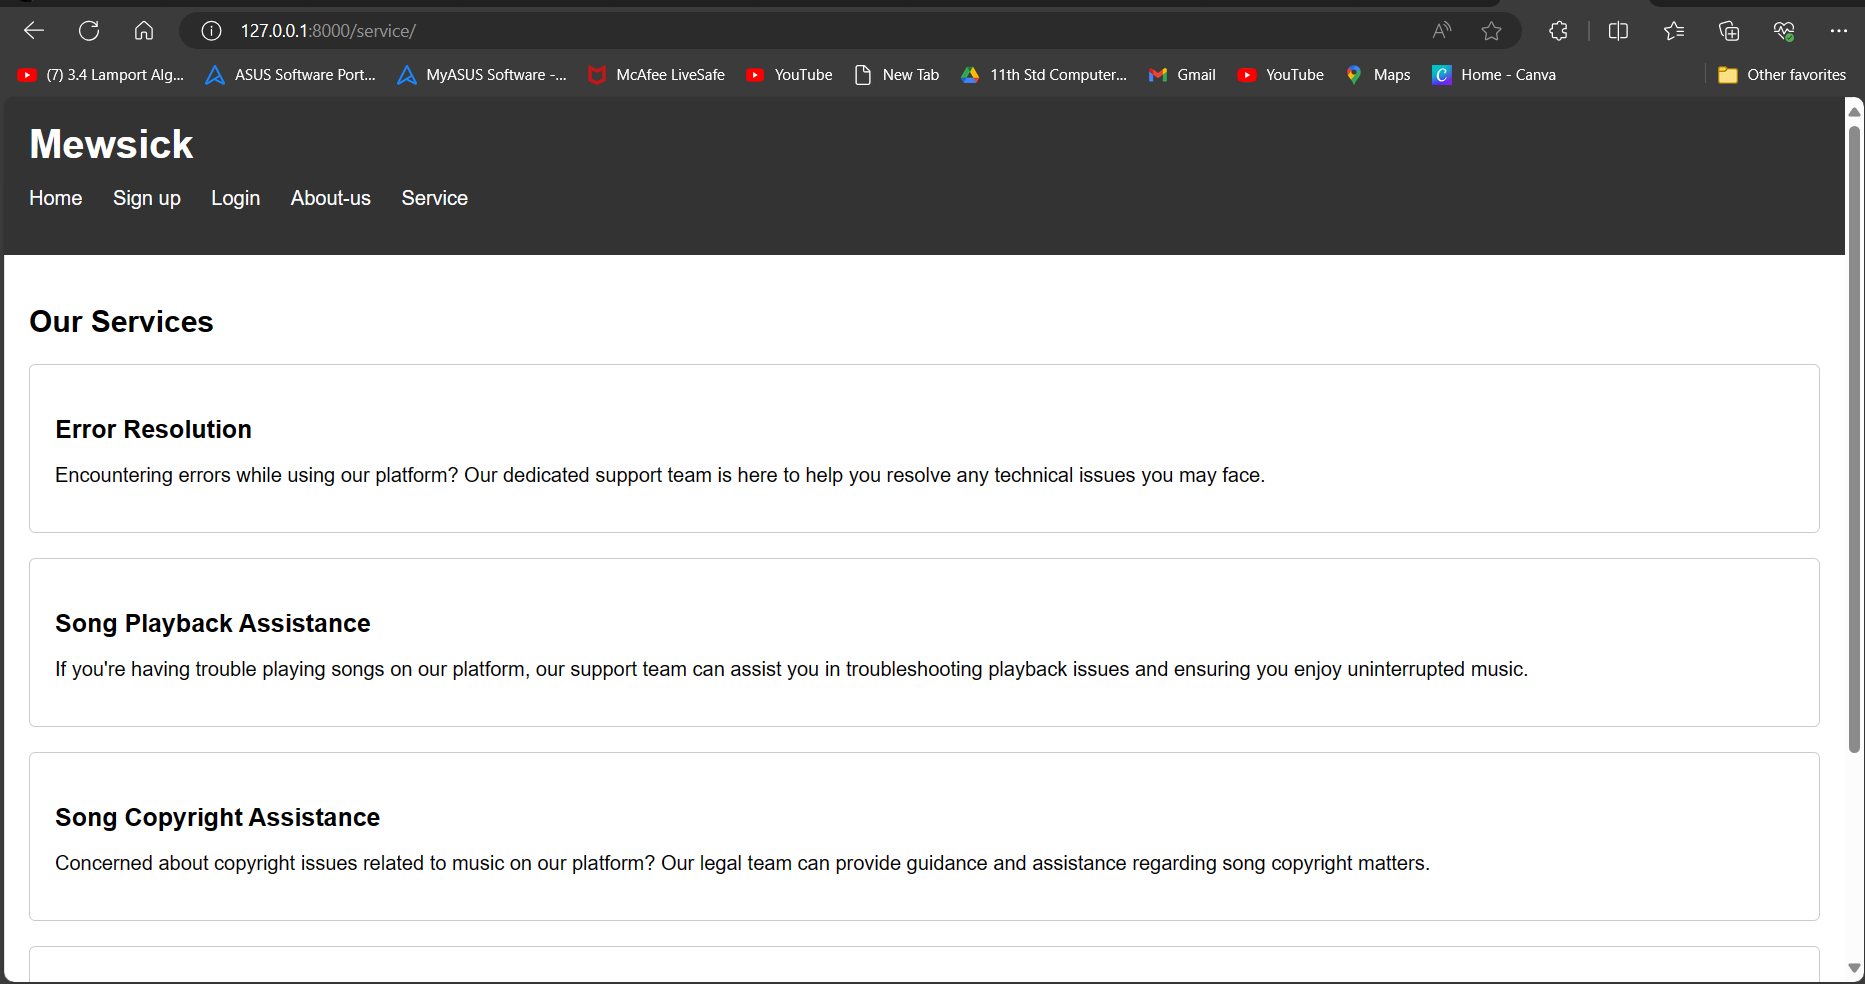 127.0.0.1:8000/service/
(7) 3.4 Lamport Alg... ASUS Software Port... MyASUS Software -... McAfee LiveSafe YouTube New Tab 11th Std Computer... Gmail YouTube Maps Home - Canva Other favorites
Mewsick
Home Sign up Login About-us Service
Our Services
Error Resolution
Encountering errors while using our platform? Our dedicated support team is here to help you resolve any technical issues you may face.
Song Playback Assistance
If you're having trouble playing songs on our platform, our support team can assist you in troubleshooting playback issues and ensuring you enjoy uninterrupted music.
Song Copyright Assistance
Concerned about copyright issues related to music on our platform? Our legal team can provide guidance and assistance regarding song copyright matters.